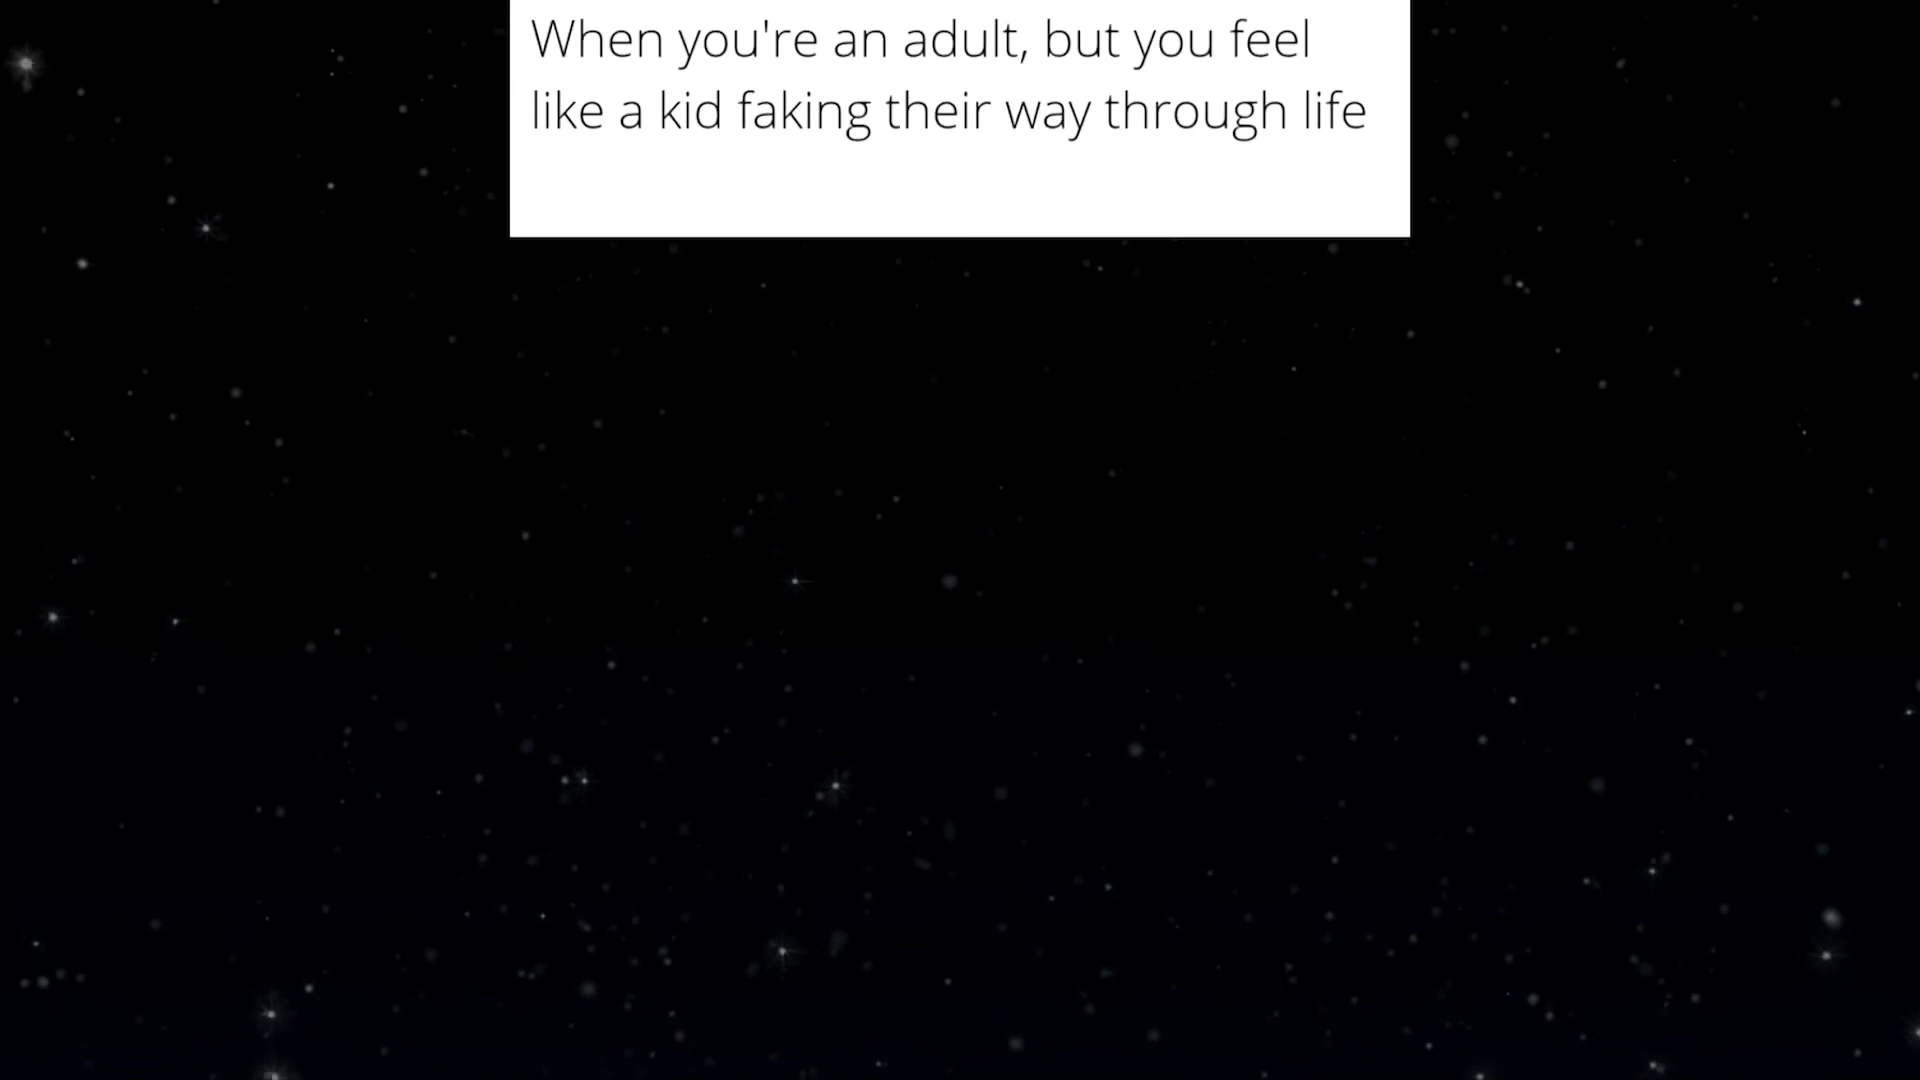 When you're an adult, but you feel
like a kid faking their way through life